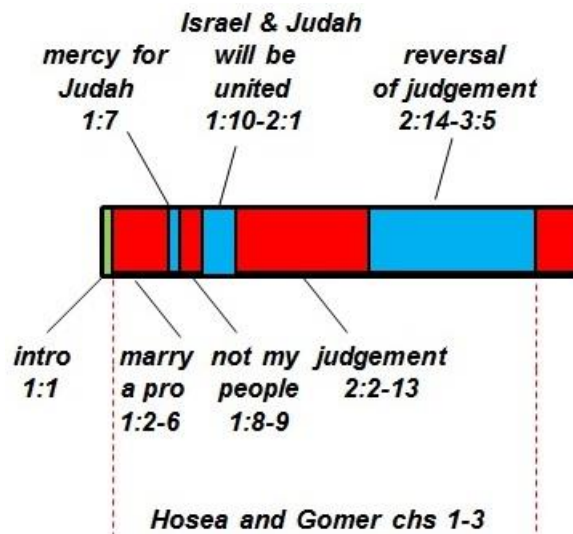 mercy for
Judah
1:7
Israel & Judah
will be
united
1:10-2:1
reversal
of judgement
2:14-3:5
intro
1:1
marry
a pro
1:2-6
not my
people
1:8-9
judgement
2:2-13
Hosea and Gomer chs 1-3